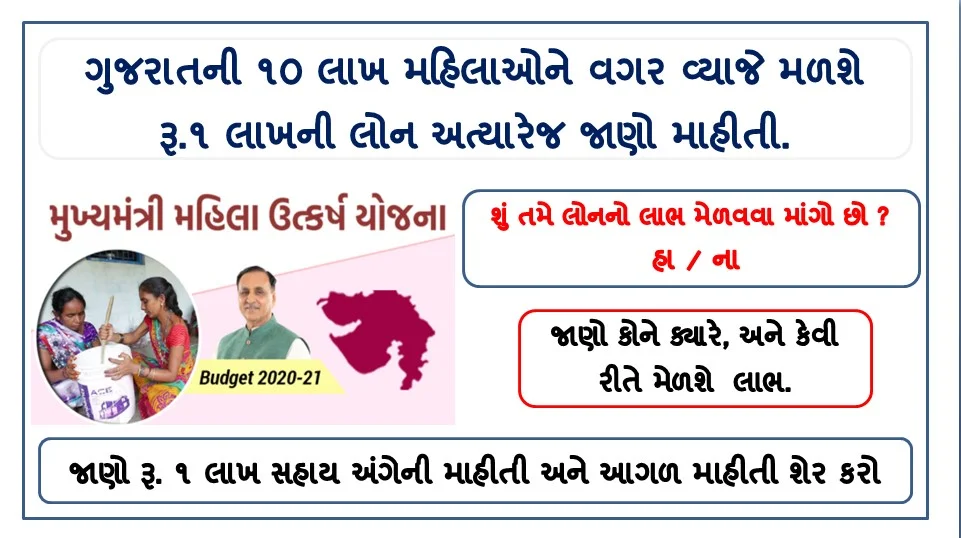 ગુજરાતની ૧૦ લાખ મહિલાઓને વગર વ્યાજે મળશે
રૂ.૧ લાખની લોન અત્યારેજ જાણો માહીતી.
મુખ્યમંત્રી મહિલા ઉત્કર્ષ યોજના
Budget 2020-21
શું તમે લોનનો લાભ મેળવવા માંગો છો ?
હા / ના
જાણો કોને ક્યારે, અને કેવી
રીતે મેળશે લાભ.
જાણો રૂ. ૧ લાખ સહાય અંગેની માહીતી અને આગળ માહીતી શેર કરો